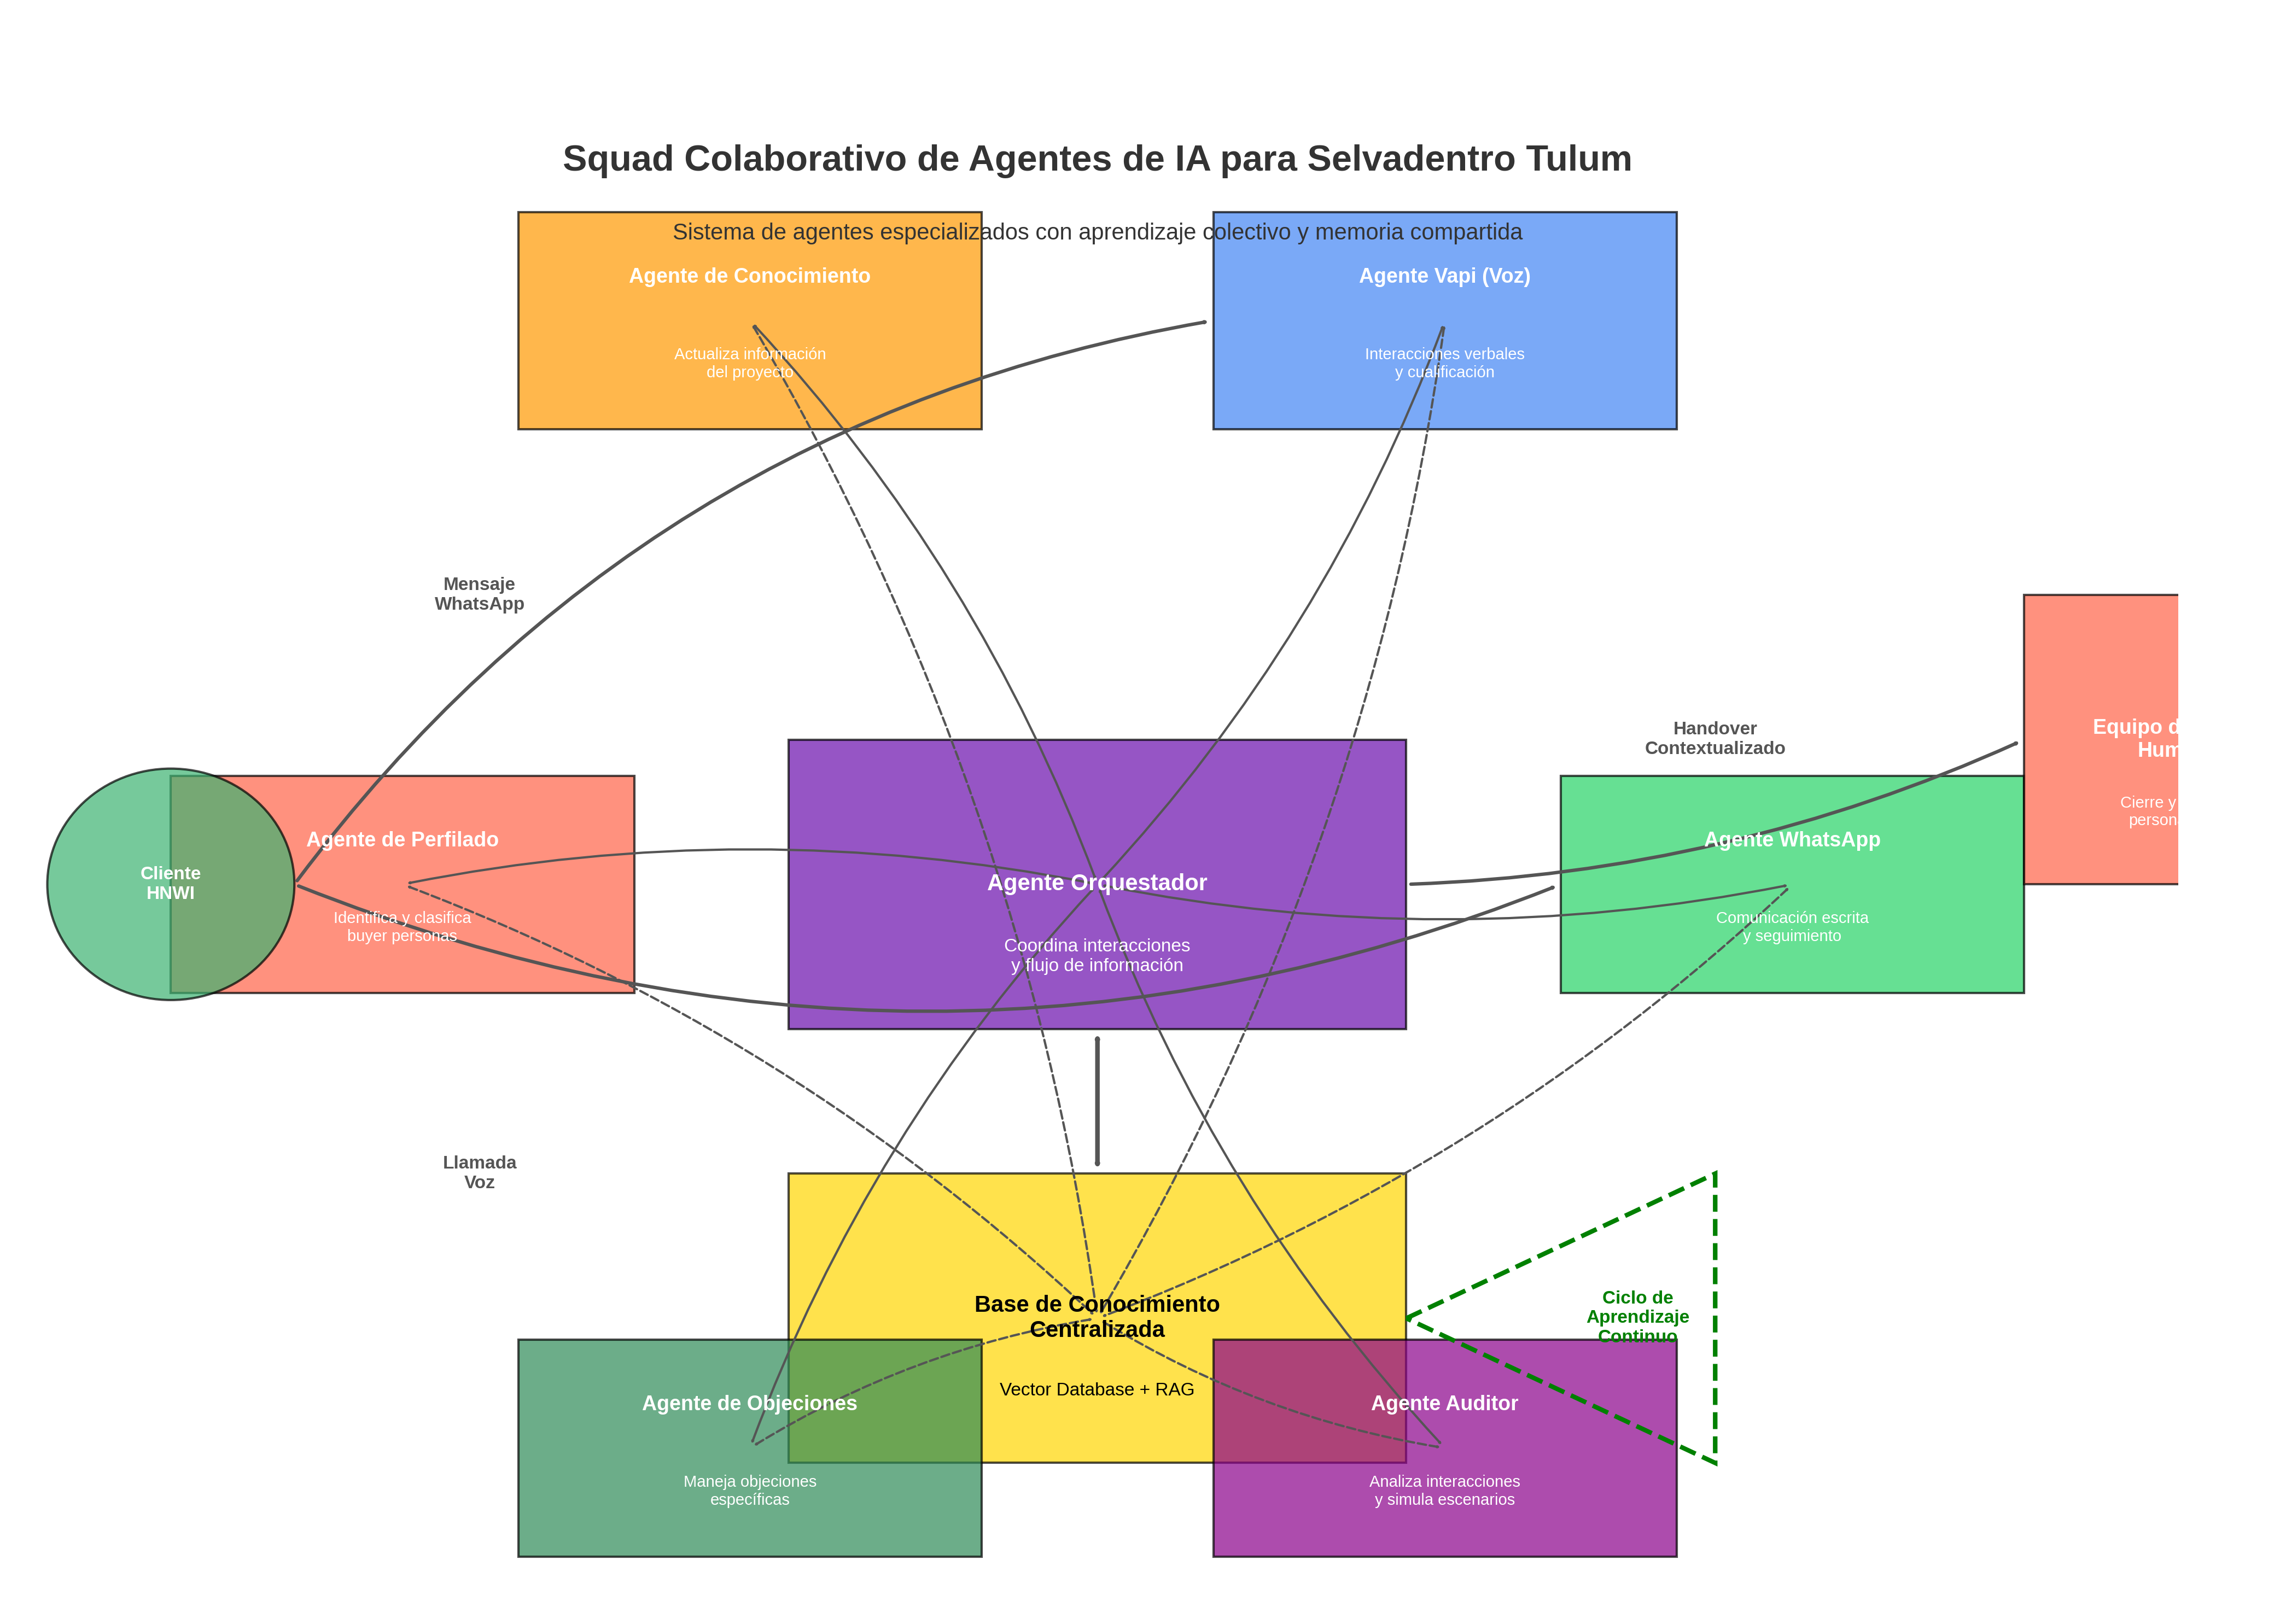 Squad Colaborativo de Agentes de IA para Selvadentro Tulum
Sistema de agentes especializados con aprendizaje colectivo y memoria compartida
Agente de Conocimiento
Actualiza información
del proyecto
Agente Vapi (Voz)
Interacciones verbales
y cualificación
Mensaje
WhatsApp
Handover
Contextualizado
Equipo d
Hum
Cierre y
person
Cliente
HNWI
Agente de Perfilado
Identifica y clasifica
buyer personas
Agente Orquestador
Coordina interacciones
y flujo de información
Agente WhatsApp
Comunicación escrita
y seguimiento
Llamada
Voz
Base de Conocimiento
Centralizada
Vector Database + RAG
Ciclo de
Aprendizaje
Continuo
Agente de Objeciones
Maneja objeciones
específicas
Agente Auditor
Analiza interacciones
y simula escenarios